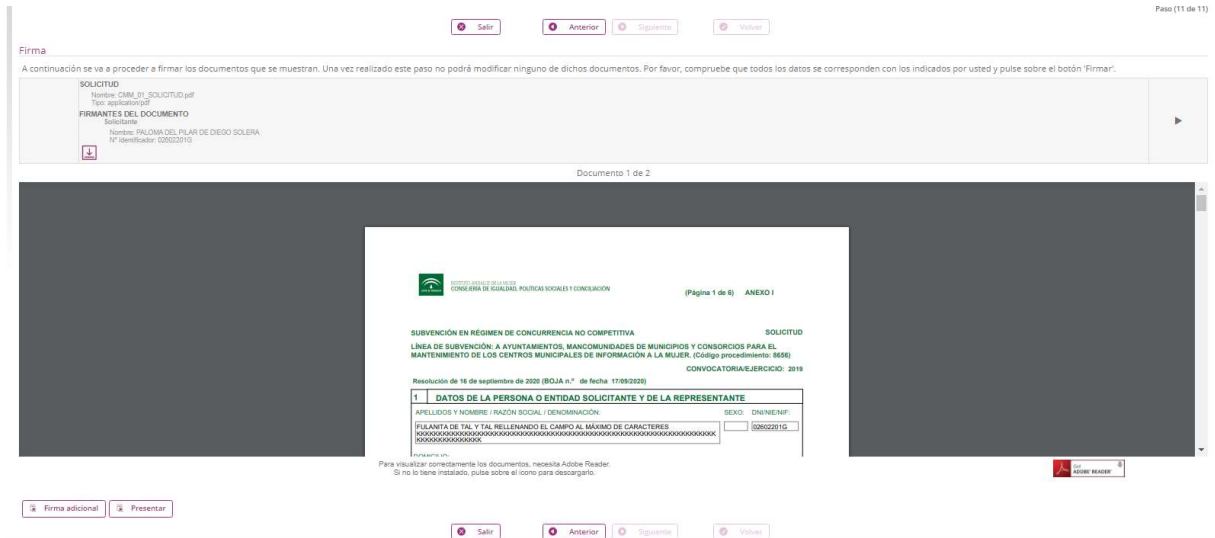 Paso (11 de 11)
Salir Anterior Siguiente Volver
Firma
A continuación se va a proceder a firmar los documentos que se muestran. Una vez realizado este paso no podrá modificar ninguno de dichos documentos. Por favor, compruebe que todos los datos se corresponden con los indicados por usted y pulse sobre el botón 'Firmar'.
SOLICITUD
Nombre: CMM_01_SOLICITUD.pdf
Tipo: application/pdf
FIRMANTES DEL DOCUMENTO
Solicitante
Nombre: PALOMA DEL PILAR DE DIEGO SOLERA
Nº Identificador: 02602201G
Documento 1 de 2
INSTITUTO ANDALUZ DE LA MUJER
CONSEJERÍA DE IGUALDAD, POLÍTICAS SOCIALES Y CONCILIACIÓN
(Página 1 de 6) ANEXO I
SUBVENCIÓN EN RÉGIMEN DE CONCURRENCIA NO COMPETITIVA SOLICITUD
LÍNEA DE SUBVENCIÓN: A AYUNTAMIENTOS, MANCOMUNIDADES DE MUNICIPIOS Y CONSORCIOS PARA EL
MANTENIMIENTO DE LOS CENTROS MUNICIPALES DE INFORMACIÓN A LA MUJER. (Código procedimiento: 8656)
CONVOCATORIA/EJERCICIO: 2019
Resolución de 16 de septiembre de 2020 (BOJA n.º de fecha 17/09/2020)
1 DATOS DE LA PERSONA O ENTIDAD SOLICITANTE Y DE LA REPRESENTANTE
APELLIDOS Y NOMBRE / RAZÓN SOCIAL / DENOMINACIÓN: SEXO: DNI/NIE/NIF:
FULANITA DE TAL Y TAL RELLENANDO EL CAMPO AL MÁXIMO DE CARACTERES 02602201G
DOMICILIO:
Para visualizar correctamente los documentos, necesita Adobe Reader.
Si no lo tiene instalado, pulse sobre el icono para descargarlo.
Get
ADOBE® READER®
Firma adicional Presentar
Salir Anterior Siguiente Volver